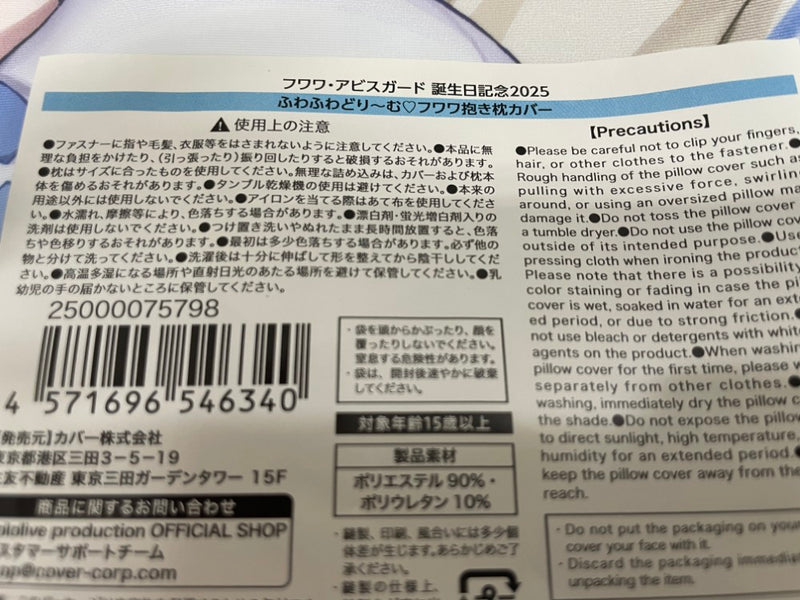 フワワ・アビスガード 誕生日記念2025
ふわふわどり〜む♡フワワ抱き枕カバー
⚠使用上の注意
●ファスナーに指や毛髪、衣服等をはさまれないように注意してください。●本品に無
理な負担をかけたり、(引っ張ったり)振り回したりすると破損するおそれがあります。
●枕はサイズに合ったものを使用してください。無理な詰め込みは、カバーおよび枕本
体を傷めるおそれがあります。●タンブル乾燥機の使用は避けてください。●本来の
用途以外には使用しないでください。●アイロンを当てる際はあて布を使用してくださ
い。●水濡れ、摩擦等により、色落ちする場合があります。●漂白剤・蛍光増白剤入りの
洗剤は使用しないでください。●つけ置き洗いやぬれたまま長時間放置すると、色落
ちや色移りするおそれがあります。●最初は多少色落ちする場合があります。必ず他の
物と分けて洗ってください。●洗濯後は十分に伸ばして形を整えてから陰干ししてくだ
さい。●高温多湿になる場所や直射日光のあたる場所を避けて保管してください。●乳
幼児の手の届かないところに保管してください。
25000075798
4 571696 546340
発売元】カバー株式会社
東京都港区三田3-5-19
友不動産 東京三田ガーデンタワー 15F
商品に関するお問い合わせ
ololive production OFFICIAL SHOP
スタマーサポートチーム
@cover-corp.com
・袋を頭からかぶったり、顔を
覆ったりしないでください。
窒息する危険性があります。
・袋は、開封後速やかに破棄
してください。
対象年齢15歳以上
製品素材
ポリエステル90%・
ポリウレタン10%
・縫製、印刷、風合いには多少個
体差が生じます。あらかじめご了
承ください。
・縫製の仕様上、
【Precautions】
●Please be careful not to clip your fingers,
hair, or other clothes to the fastener.●
Rough handling of the pillow cover such as
pulling with excessive force, swirling
around, or using an oversized pillow ma
damage it.●Do not toss the pillow cover
a tumble dryer.●Do not use the pillow cov
outside of its intended purpose.●Use
pressing cloth when ironing the produc
Please note that there is a possibility
color staining or fading in case the pi
cover is wet, soaked in water for an ext
ed period, or due to strong friction.●
not use bleach or detergents with white
agents on the product.●When washin
pillow cover for the first time, please w
separately from other clothes.●
washing, immediately dry the pillow c
the shade.●Do not expose the pillow
to direct sunlight, high temperature,
humidity for an extended period.●
keep the pillow cover away from the
reach.
・Do not put the packaging on your
cover your face with it.
・Discard the packaging immedia
unpacking the item.